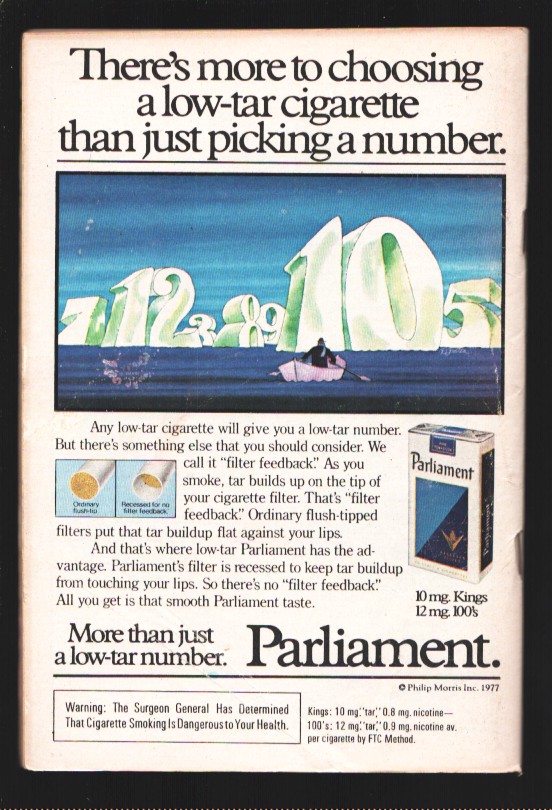 There's more to choosing
a low-tar cigarette
than just picking a number.
7 12 3 8 9 10 5
Any low-tar cigarette will give you a low-tar number.
But there's something else that you should consider. We
call it "filter feedback." As you
smoke, tar builds up on the tip of
your cigarette filter. That's "filter
feedback." Ordinary flush-tipped
filters put that tar buildup flat against your lips.
Ordinary
flush-tip.
Recessed for no
"filter feedback."
And that's where low-tar Parliament has the ad-
vantage. Parliament's filter is recessed to keep tar buildup
from touching your lips. So there's no "filter feedback."
All you get is that smooth Parliament taste.
Parliament
Parliament
10 mg. Kings
12 mg. 100's
More than just
a low-tar number.
Parliament.
© Philip Morris Inc. 1977
Warning: The Surgeon General Has Determined
That Cigarette Smoking Is Dangerous to Your Health.
Kings: 10 mg. "tar," 0.8 mg. nicotine—
100's: 12 mg. "tar," 0.9 mg. nicotine av.
per cigarette by FTC Method.